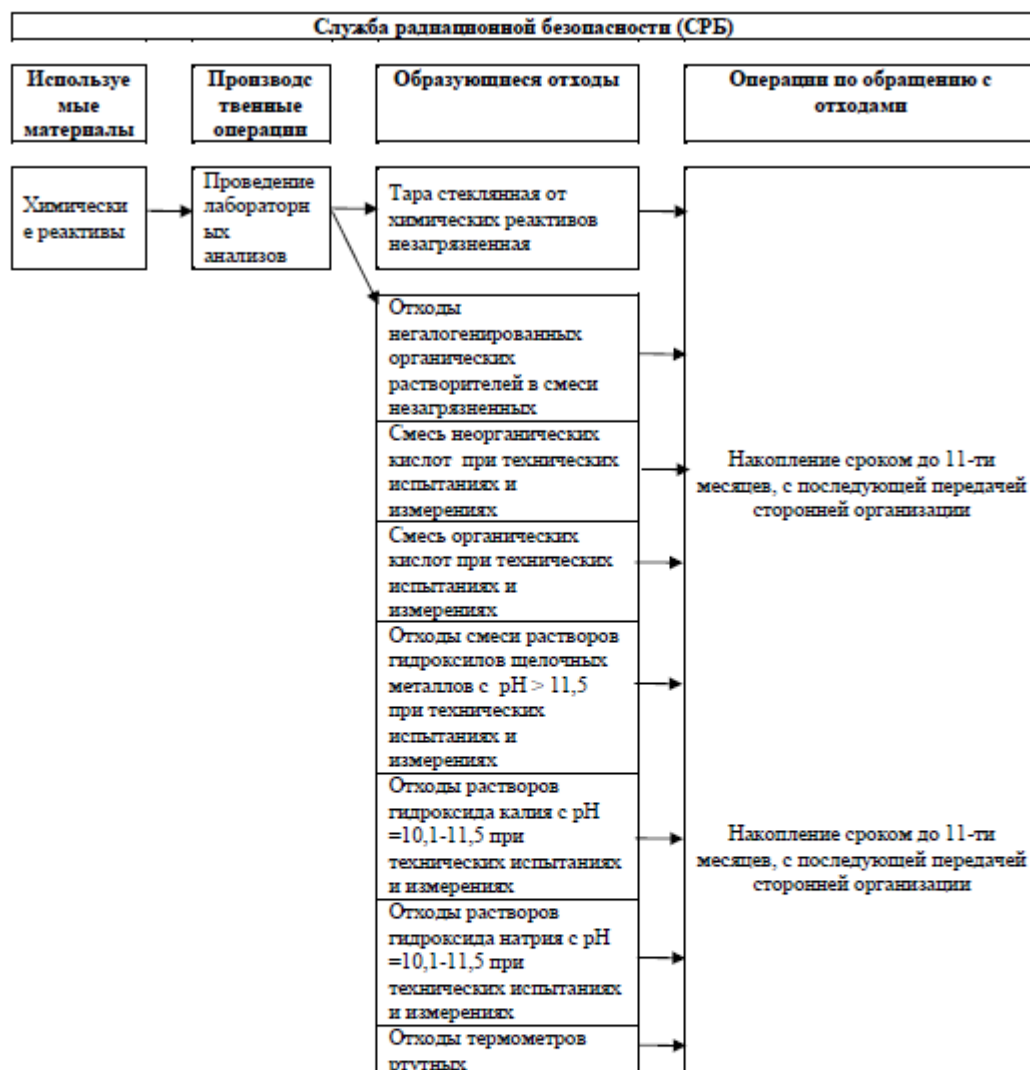 Служба радиационной безопасности (СРБ)
Используе
мые
материалы
Производс
твенные
операции
Образующиеся отходы
Операции по обращению с
отходами
Химически
е реактивы
Проведение
лабораторн
ых
анализов
Тара стеклянная от
химических реактивов
незагрязненная
Отходы
негалогенированных
органических
растворителей в смеси
незагрязненных
Смесь неорганических
кислот при технических
испытаниях и
измерениях
Смесь органических
кислот при технических
испытаниях и
измерениях
Отходы смеси растворов
гидроксилов щелочных
металлов с pH > 11,5
при технических
испытаниях и
измерениях
Отходы растворов
гидроксида калия с pH
=10,1-11,5 при
технических испытаниях
и измерениях
Отходы растворов
гидроксида натрия с pH
=10,1-11,5 при
технических испытаниях
и измерениях
Отходы термометров
ртутных
Накопление сроком до 11-ти
месяцев, с последующей передачей
сторонней организации
Накопление сроком до 11-ти
месяцев, с последующей передачей
сторонней организации